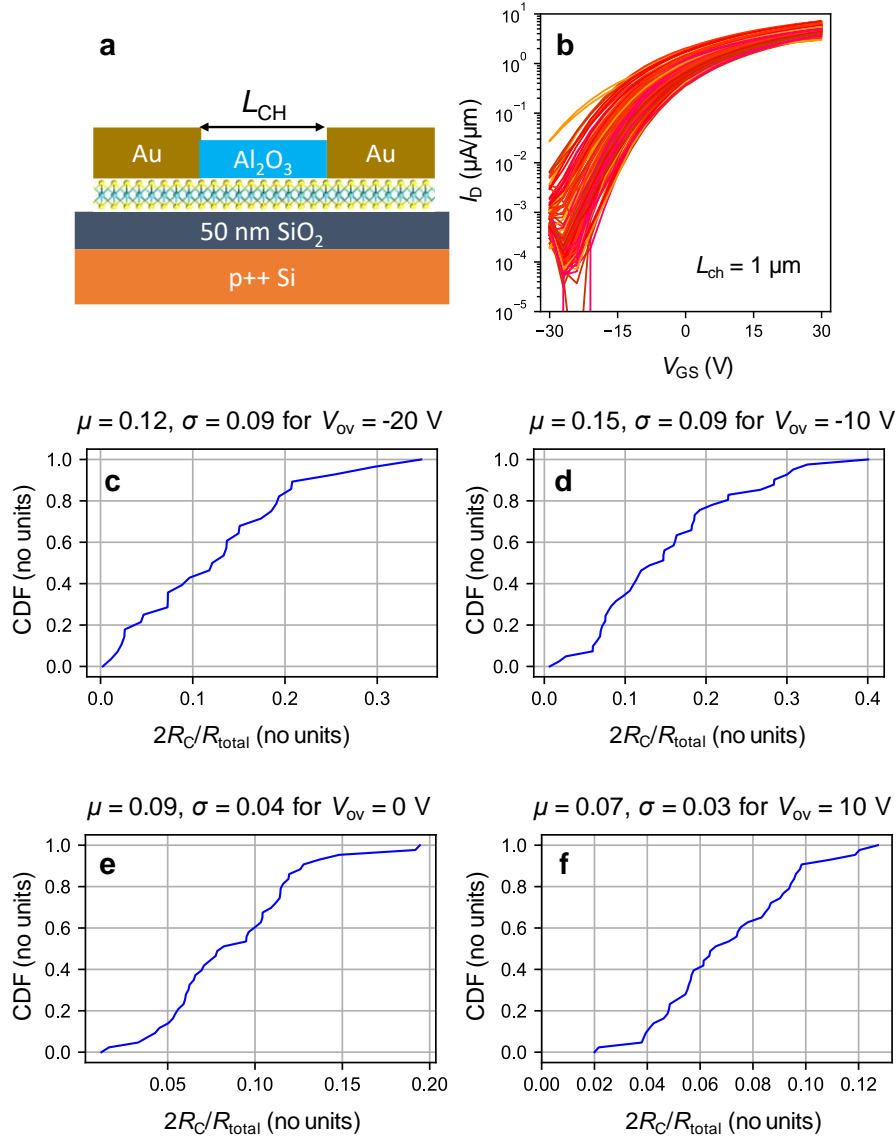 a
L_CH
Au
Al₂O₃
Au
50 nm SiO₂
p++ Si
b
I_D (μA/μm)
10¹
10⁰
10⁻¹
10⁻²
10⁻³
10⁻⁴
10⁻⁵
L_ch = 1 μm
−30 −15 0 15 30
V_GS (V)
μ = 0.12, σ = 0.09 for V_ov = -20 V
c
CDF (no units)
1.0
0.8
0.6
0.4
0.2
0.0
0.0 0.1 0.2 0.3
2R_C/R_total (no units)
μ = 0.15, σ = 0.09 for V_ov = -10 V
d
CDF (no units)
1.0
0.8
0.6
0.4
0.2
0.0
0.0 0.1 0.2 0.3 0.4
2R_C/R_total (no units)
μ = 0.09, σ = 0.04 for V_ov = 0 V
e
CDF (no units)
1.0
0.8
0.6
0.4
0.2
0.0
0.05 0.10 0.15 0.20
2R_C/R_total (no units)
μ = 0.07, σ = 0.03 for V_ov = 10 V
f
CDF (no units)
1.0
0.8
0.6
0.4
0.2
0.0
0.00 0.02 0.04 0.06 0.08 0.10 0.12
2R_C/R_total (no units)